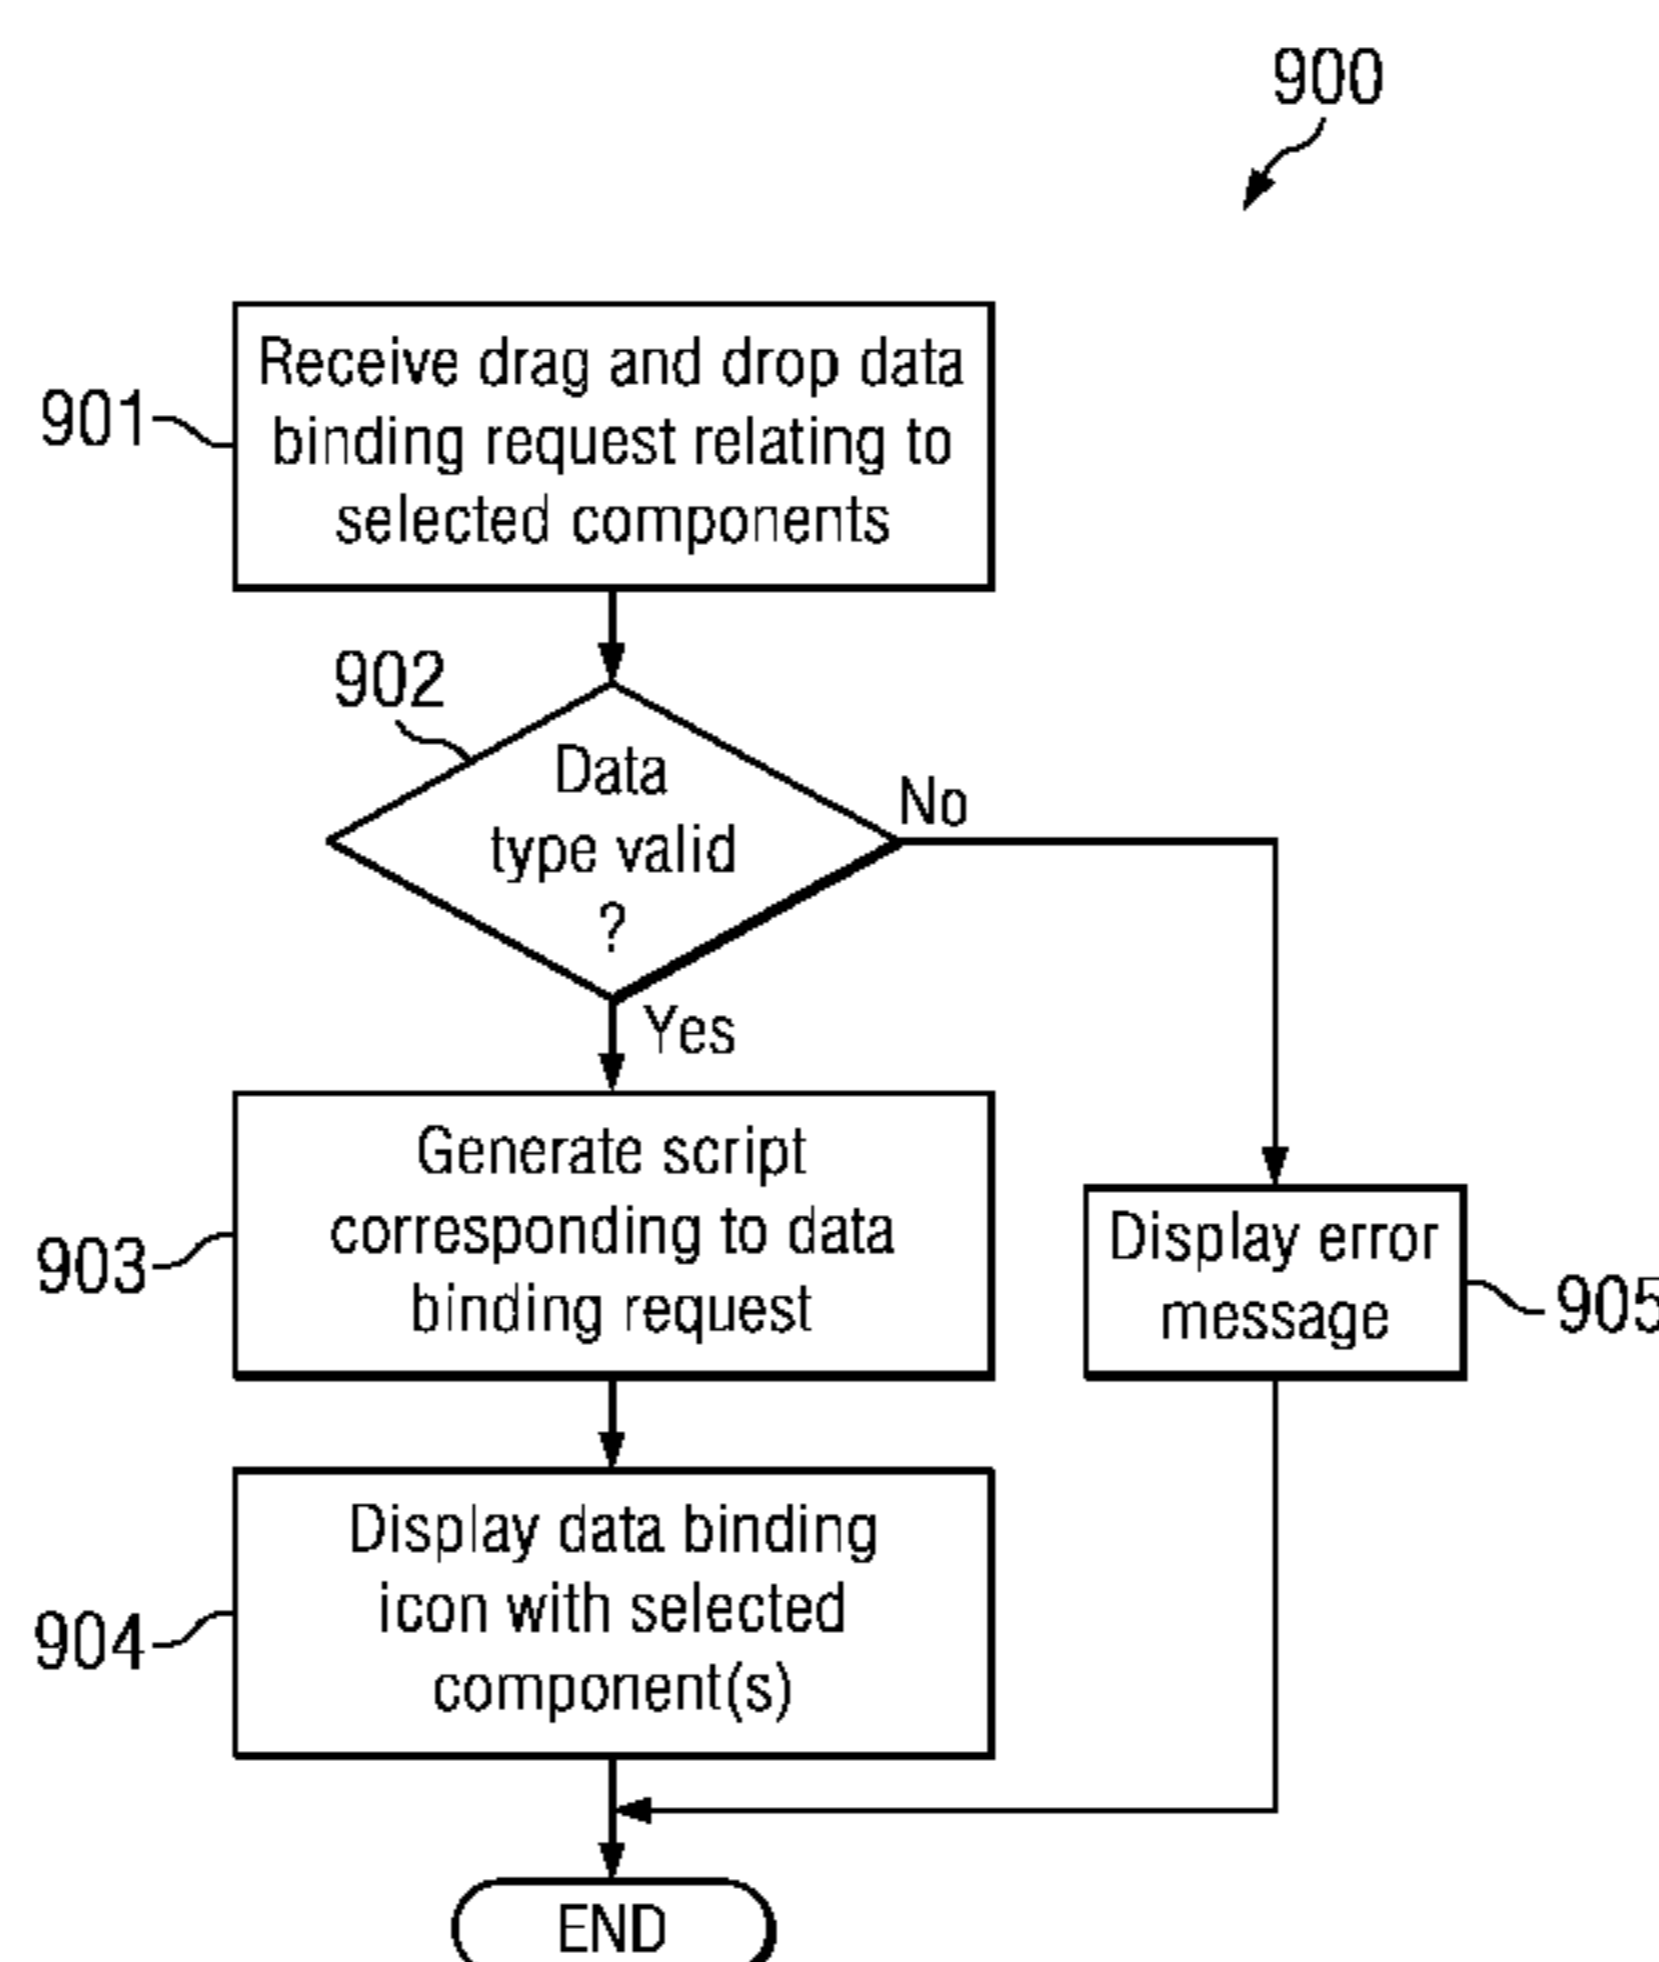 900
901
Receive drag and drop data
binding request relating to
selected components
902
Data
type valid
?
No
Yes
903
Generate script
corresponding to data
binding request
Display error
message
905
904
Display data binding
icon with selected
component(s)
END